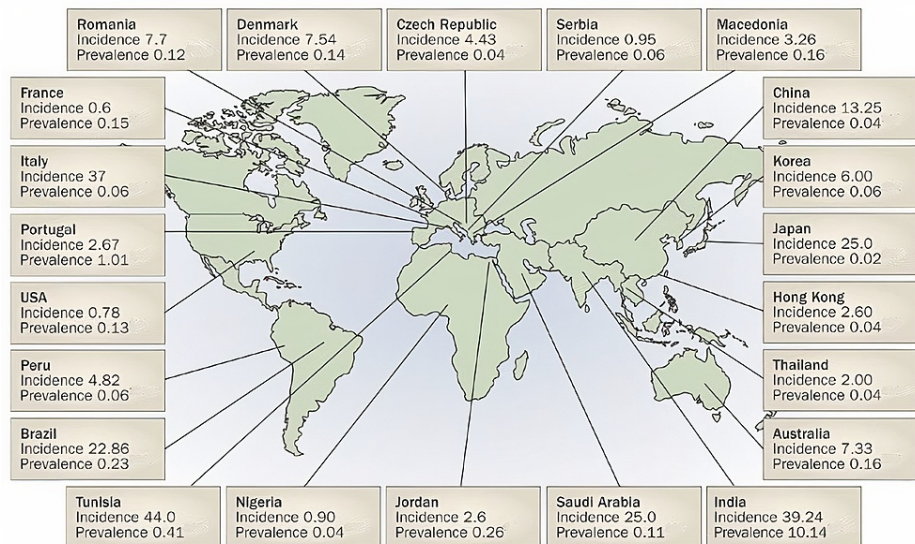 Romania
Incidence 7.7
Prevalence 0.12
Denmark
Incidence 7.54
Prevalence 0.14
Czech Republic
Incidence 4.43
Prevalence 0.04
Serbia
Incidence 0.95
Prevalence 0.06
Macedonia
Incidence 3.26
Prevalence 0.16
France
Incidence 0.6
Prevalence 0.15
Italy
Incidence 37
Prevalence 0.06
Portugal
Incidence 2.67
Prevalence 1.01
USA
Incidence 0.78
Prevalence 0.13
Peru
Incidence 4.82
Prevalence 0.06
Brazil
Incidence 22.86
Prevalence 0.23
China
Incidence 13.25
Prevalence 0.04
Korea
Incidence 6.00
Prevalence 0.06
Japan
Incidence 25.0
Prevalence 0.02
Hong Kong
Incidence 2.60
Prevalence 0.04
Thailand
Incidence 2.00
Prevalence 0.04
Australia
Incidence 7.33
Prevalence 0.16
Tunisia
Incidence 44.0
Prevalence 0.41
Nigeria
Incidence 0.90
Prevalence 0.04
Jordan
Incidence 2.6
Prevalence 0.26
Saudi Arabia
Incidence 25.0
Prevalence 0.11
India
Incidence 39.24
Prevalence 10.14